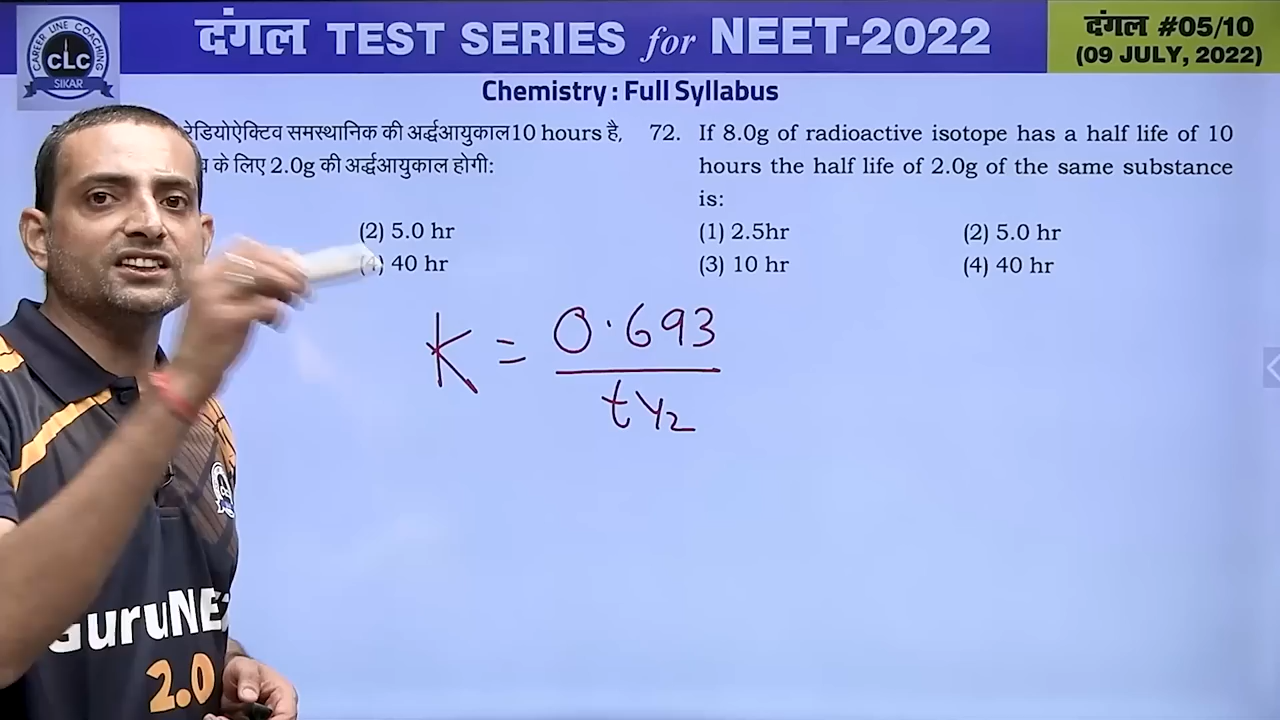 दंगल TEST SERIES for NEET-2022
दंगल #05/10
(09 JULY, 2022)
CAREER LINE COACHING
CLC
SIKAR
Chemistry : Full Syllabus
रेडियोऐक्टिव समस्थानिक की अर्द्धआयुकाल 10 hours है,
के लिए 2.0g की अर्द्धआयुकाल होगी:
(2) 5.0 hr
(4) 40 hr
72. If 8.0g of radioactive isotope has a half life of 10
hours the half life of 2.0g of the same substance
is:
(1) 2.5hr (2) 5.0 hr
(3) 10 hr (4) 40 hr
K = 0.693 / t1/2
GuruNE
2.0